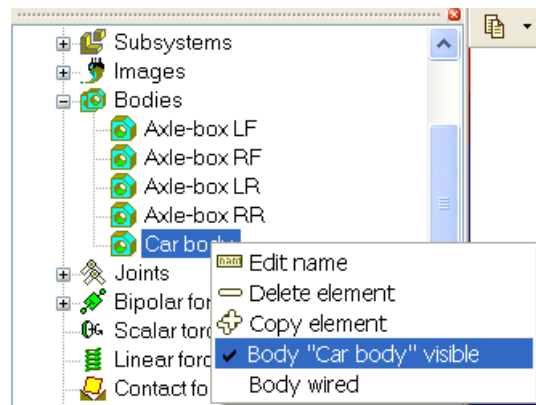 Subsystems
Images
Bodies
Axle-box LF
Axle-box RF
Axle-box LR
Axle-box RR
Car body
Edit name
Joints
Delete element
Bipolar for
Copy element
Scalar torq
Body "Car body" visible
Linear forc
Body wired
Contact fo